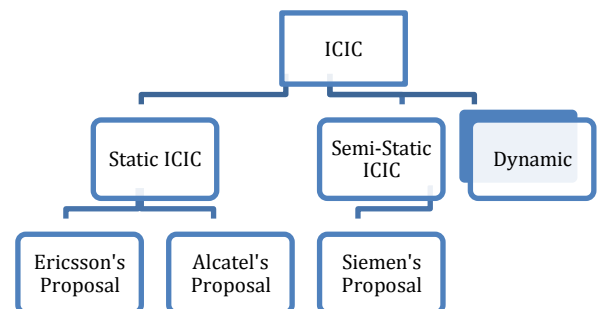 ICIC
Static ICIC
Semi-Static
ICIC
Dynamic
Ericsson's
Proposal
Alcatel's
Proposal
Siemen's
Proposal